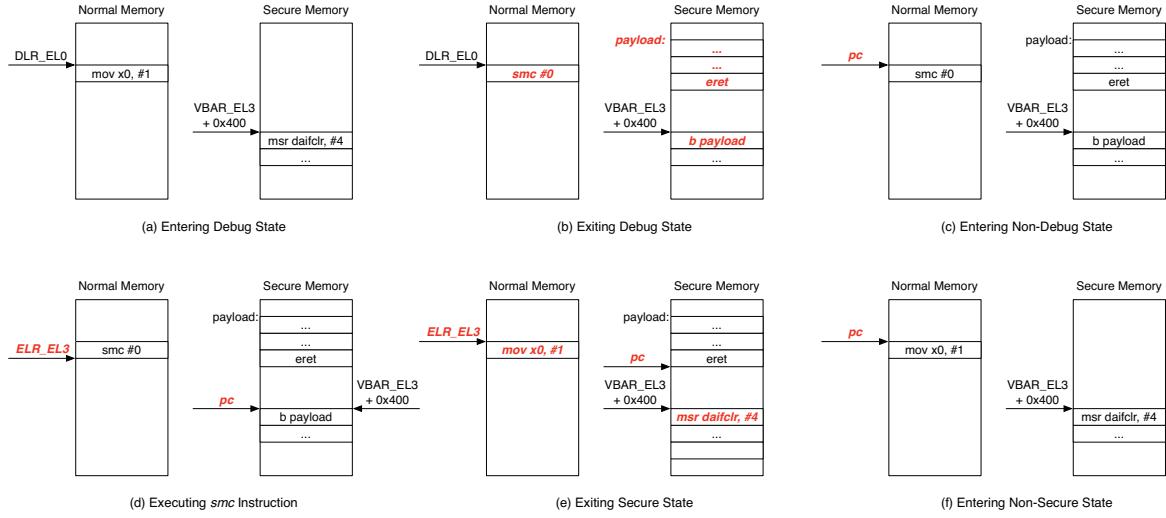 Normal Memory
Secure Memory
DLR_EL0
mov x0, #1
VBAR_EL3
+ 0x400
msr daifclr, #4
...
(a) Entering Debug State
Normal Memory
Secure Memory
payload:
...
DLR_EL0
...
smc #0
eret
VBAR_EL3
+ 0x400
b payload
...
(b) Exiting Debug State
Normal Memory
Secure Memory
payload:
...
pc
...
smc #0
eret
VBAR_EL3
+ 0x400
b payload
...
(c) Entering Non-Debug State
Normal Memory
Secure Memory
payload:
...
...
ELR_EL3
smc #0
eret
VBAR_EL3
+ 0x400
pc
b payload
...
(d) Executing smc Instruction
Normal Memory
Secure Memory
payload:
...
ELR_EL3
...
mov x0, #1
eret
pc
VBAR_EL3
+ 0x400
msr daifclr, #4
...
(e) Exiting Secure State
Normal Memory
Secure Memory
pc
mov x0, #1
VBAR_EL3
+ 0x400
msr daifclr, #4
...
(f) Entering Non-Secure State